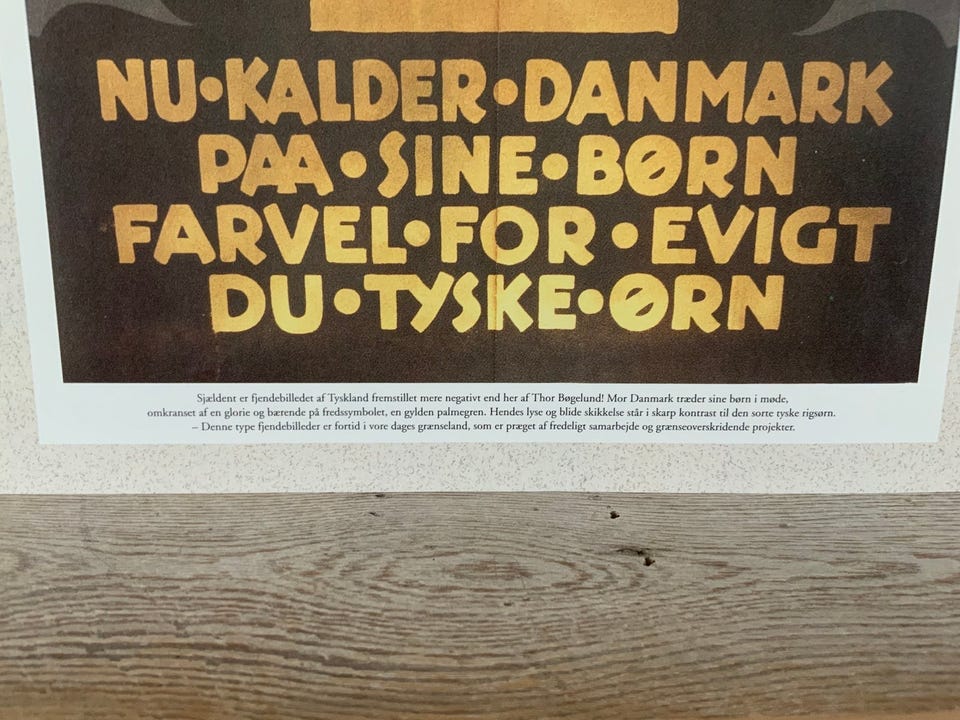 NU•KALDER•DANMARK
PAA•SINE•BØRN
FARVEL•FOR•EVIGT
DU•TYSKE•ØRN
Sjældent er fjendebilledet af Tyskland fremstillet mere negativt end her af Thor Bøgelund! Mor Danmark træder sine børn i møde,
omkranset af en glorie og bærende på fredssymbolet, en gylden palmegren. Hendes lyse og blide skikkelse står i skarp kontrast til den sorte tyske rigsørn.
– Denne type fjendebilleder er fortid i vore dages grænseland, som er præget af fredeligt samarbejde og grænseoverskridende projekter.